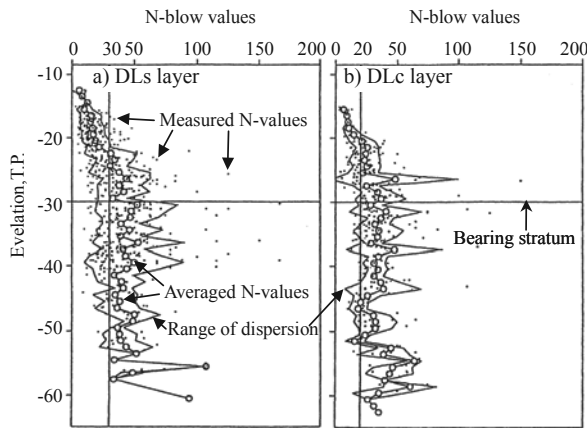 N-blow values N-blow values
0 30 50 100 150 200 0 20 50 100 150 200
-10
a) DLs layer
b) DLc layer
Measured N-values
-20
-30
Bearing stratum
Evelation,T.P.
-40
Averaged N-values
Range of dispersion
-50
-60